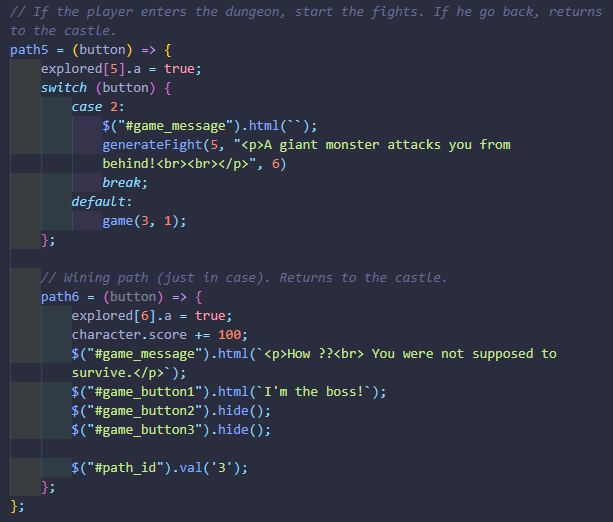 // If the player enters the dungeon, start the fights. If he go back, returns
to the castle.
path5 = (button) => {
explored[5].a = true;
switch (button) {
case 2:
$("#game_message").html(``);
generateFight(5, "<p>A giant monster attacks you from
behind!<br><br></p>", 6)
break;
default:
game(3, 1);
};
// Wining path (just in case). Returns to the castle.
path6 = (button) => {
explored[6].a = true;
character.score += 100;
$("#game_message").html(`<p>How ??<br> You were not supposed to
survive.</p>`);
$("#game_button1").html(`I'm the boss!`);
$("#game_button2").hide();
$("#game_button3").hide();
$("#path_id").val('3');
};
};